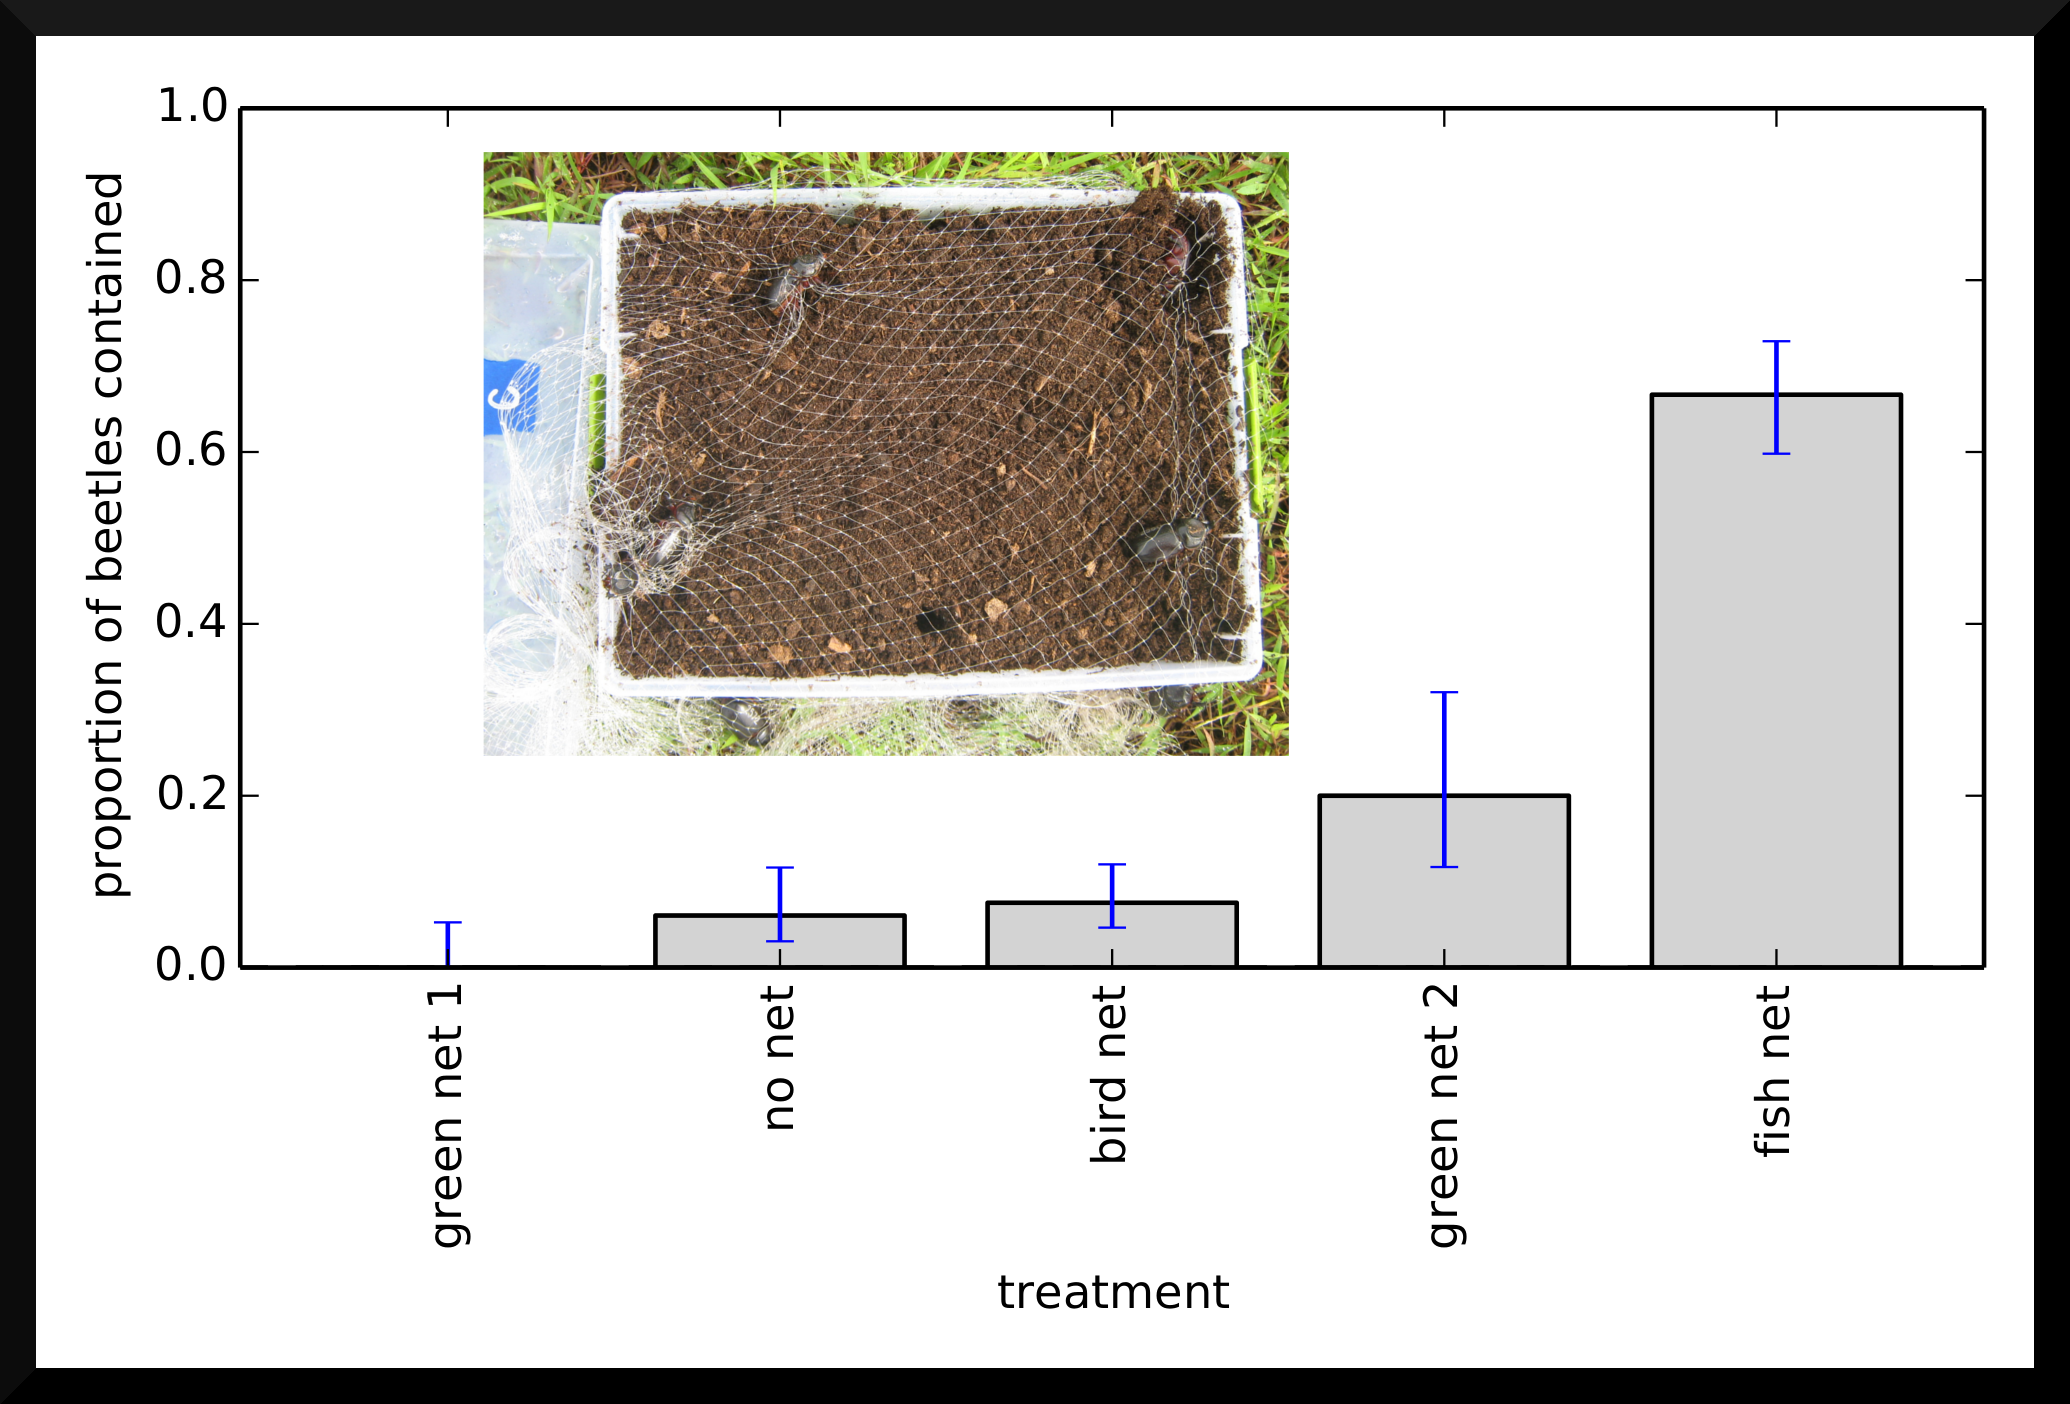 proportion of beetles contained
1.0
0.8
0.6
0.4
0.2
0.0
green net 1
no net
bird net
green net 2
fish net
treatment